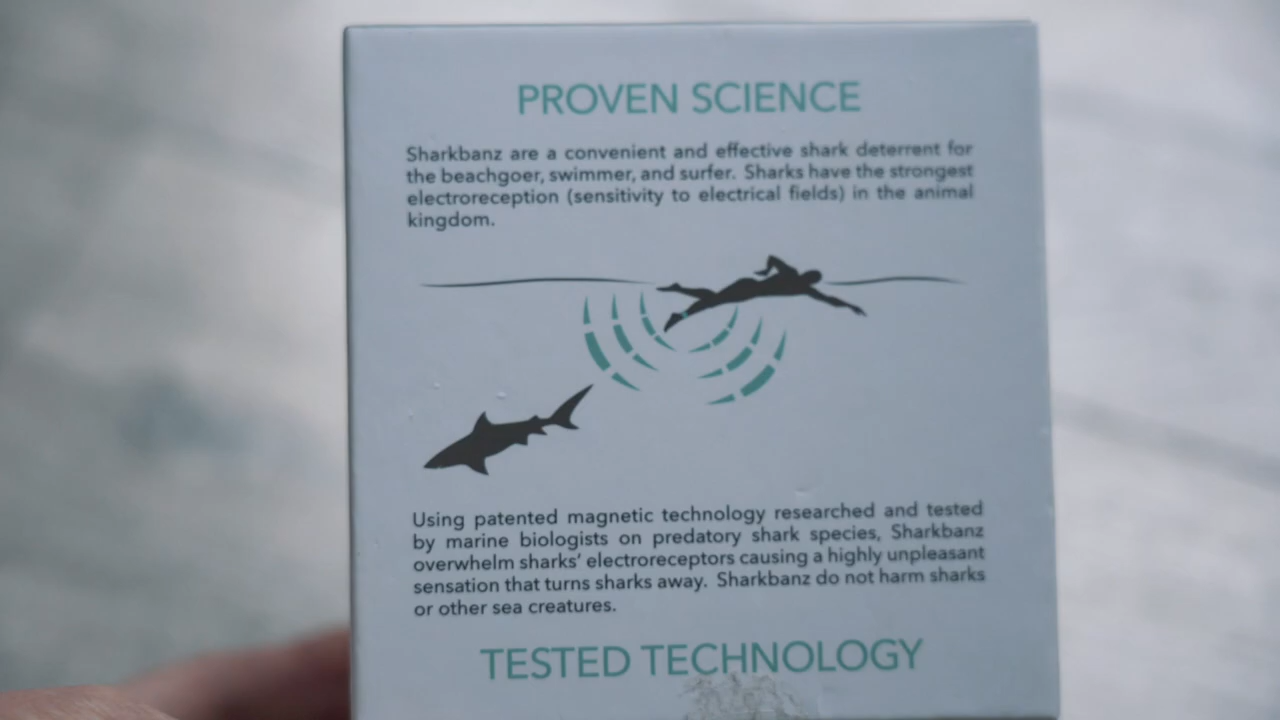 PROVEN SCIENCE
Sharkbanz are a convenient and effective shark deterrent for
the beachgoer, swimmer, and surfer. Sharks have the strongest
electroreception (sensitivity to electrical fields) in the animal
kingdom.
Using patented magnetic technology researched and tested
by marine biologists on predatory shark species, Sharkbanz
overwhelm sharks' electroreceptors causing a highly unpleasant
sensation that turns sharks away. Sharkbanz do not harm sharks
or other sea creatures.
TESTED TECHNOLOGY